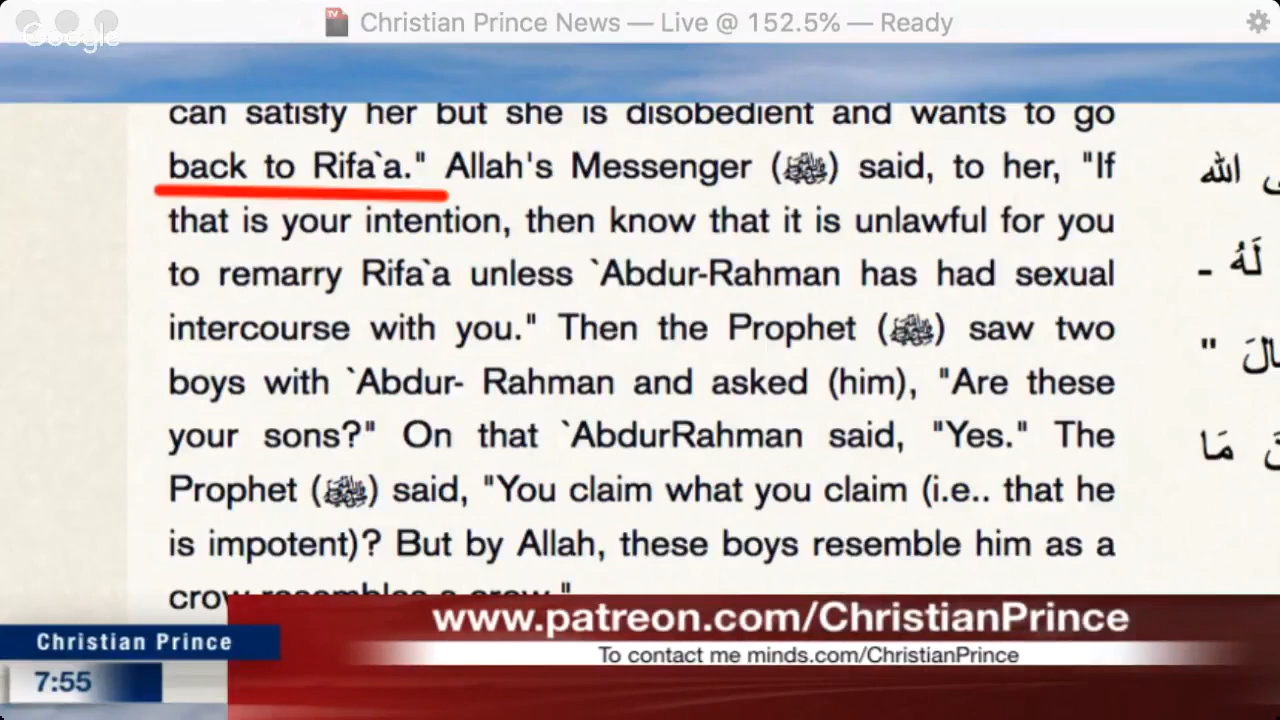 Christian Prince News — Live @ 152.5% — Ready
Google
can satisfy her but she is disobedient and wants to go
back to Rifa`a." Allah's Messenger (ﷺ) said, to her, "If
that is your intention, then know that it is unlawful for you
to remarry Rifa`a unless `Abdur-Rahman has had sexual
intercourse with you." Then the Prophet (ﷺ) saw two
boys with `Abdur- Rahman and asked (him), "Are these
your sons?" On that `AbdurRahman said, "Yes." The
Prophet (ﷺ) said, "You claim what you claim (i.e.. that he
is impotent)? But by Allah, these boys resemble him as a
crow resembles a crow."
الله
لَهُ -
"
مَا
www.patreon.com/ChristianPrince
To contact me minds.com/ChristianPrince
Christian Prince
7:55